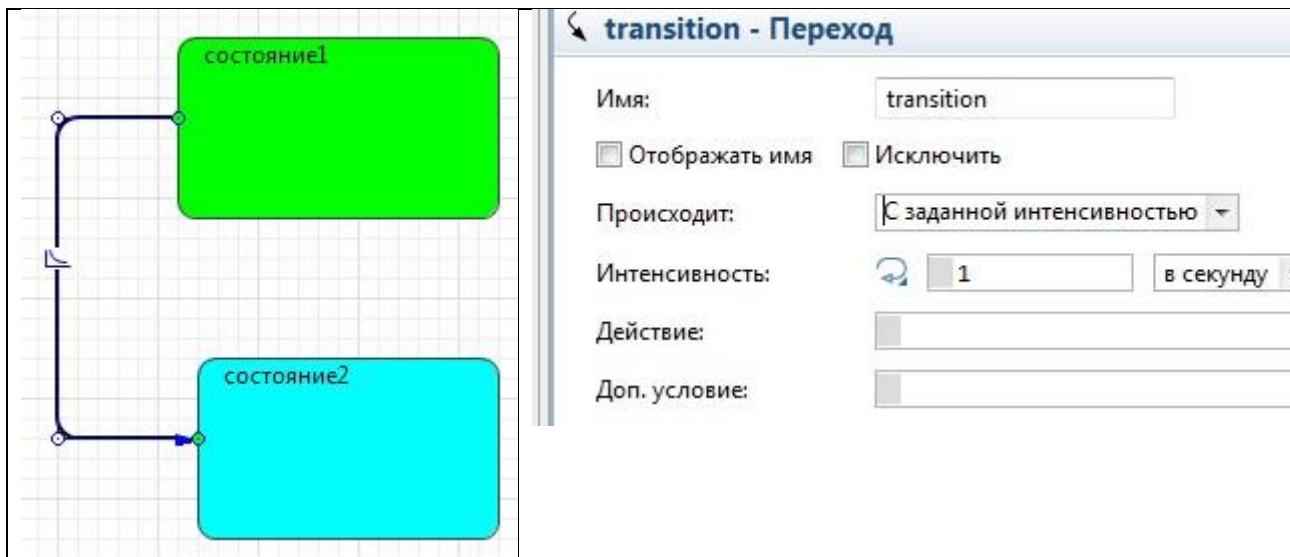 состояние1
состояние2
transition - Переход
Имя: transition
Отображать имя Исключить
Происходит: С заданной интенсивностью
Интенсивность: 1 в секунду
Действие:
Доп. условие: